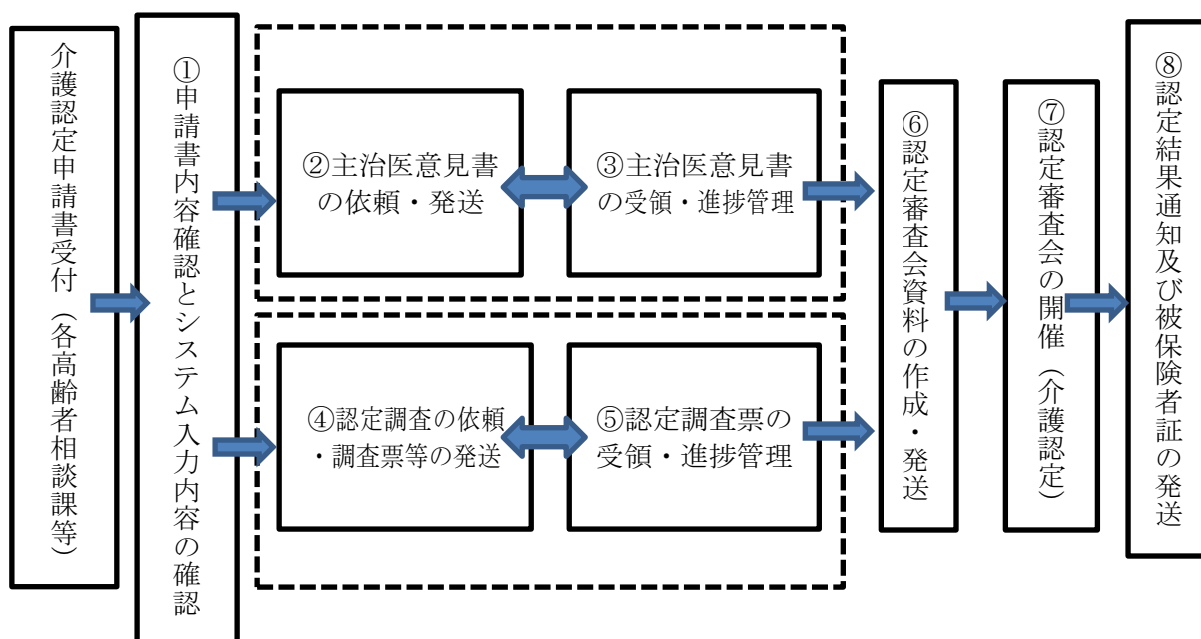 介護認定申請書受付（各高齢者相談課等）
①申請書内容確認とシステム入力内容の確認
②主治医意見書
の依頼・発送
③主治医意見書
の受領・進捗管理
④認定調査の依頼
・調査票等の発送
⑤認定調査票の
受領・進捗管理
⑥認定審査会資料の作成・発送
⑦認定審査会の開催（介護認定）
⑧認定結果通知及び被保険者証の発送